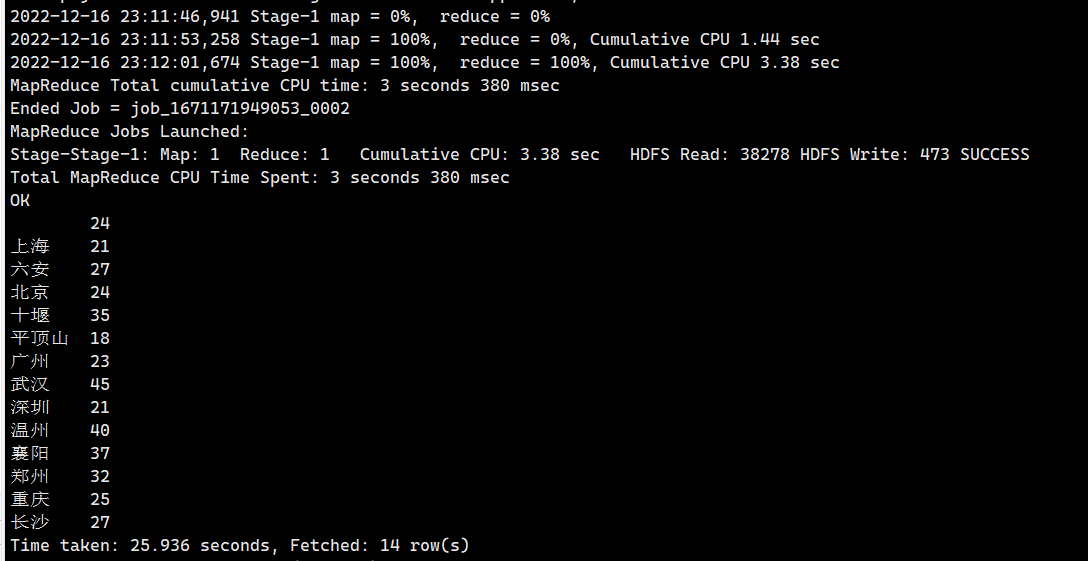 2022-12-16 23:11:46,941 Stage-1 map = 0%,  reduce = 0%
2022-12-16 23:11:53,258 Stage-1 map = 100%,  reduce = 0%, Cumulative CPU 1.44 sec
2022-12-16 23:12:01,674 Stage-1 map = 100%,  reduce = 100%, Cumulative CPU 3.38 sec
MapReduce Total cumulative CPU time: 3 seconds 380 msec
Ended Job = job_1671171949053_0002
MapReduce Jobs Launched:
Stage-Stage-1: Map: 1  Reduce: 1   Cumulative CPU: 3.38 sec   HDFS Read: 38278 HDFS Write: 473 SUCCESS
Total MapReduce CPU Time Spent: 3 seconds 380 msec
OK
24
上海    21
六安    27
北京    24
十堰    35
平顶山  18
广州    23
武汉    45
深圳    21
温州    40
襄阳    37
郑州    32
重庆    25
长沙    27
Time taken: 25.936 seconds, Fetched: 14 row(s)